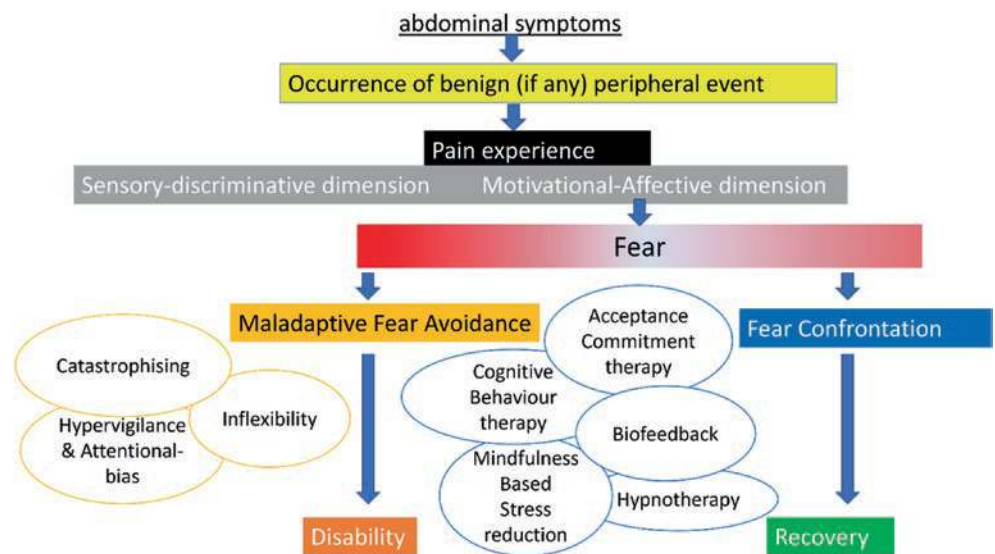 abdominal symptoms
Occurrence of benign (if any) peripheral event
Pain experience
Sensory-discriminative dimension Motivational-Affective dimension
Fear
Maladaptive Fear Avoidance
Fear Confrontation
Catastrophising
Inflexibility
Hypervigilance
& Attentional-
bias
Acceptance
Commitment
therapy
Cognitive
Behaviour
therapy
Biofeedback
Mindfulness
Based
Stress
reduction
Hypnotherapy
Disability
Recovery